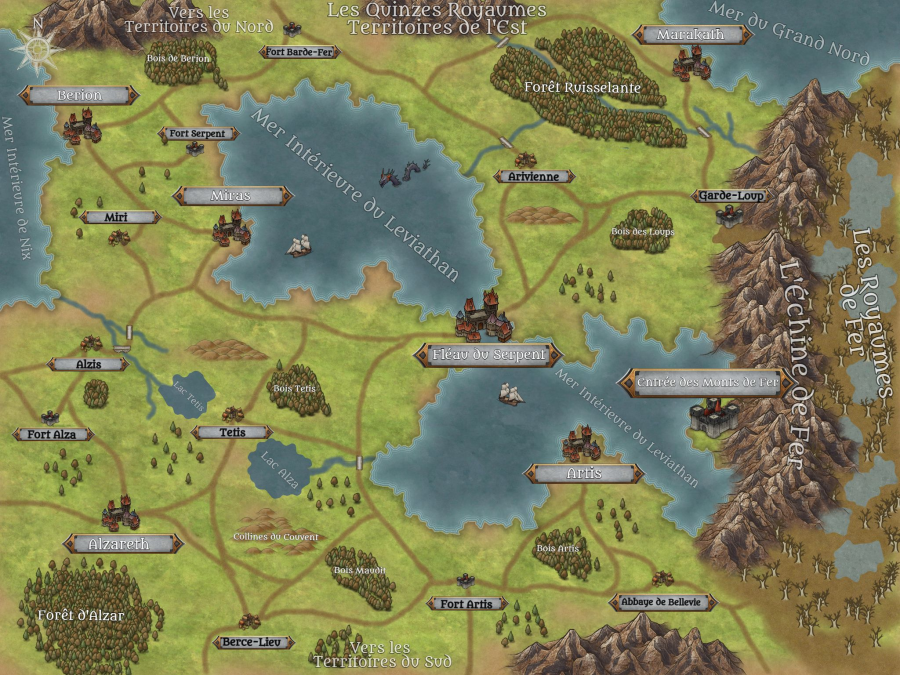 Les Quinzes Royaumes
Territoires de l'Est
Vers les
Territoires du Nord
Mer du Grand Nord
N
Marakath
Fort Barde-Fer
Bois de Berion
Forêt Ruisselante
Berion
Mer Intérieure de Nix
Fort Serpent
Mer Intérieure du Leviathan
Arivienne
Miras
Garde-Loup
Miri
Bois des Loups
L'Échine de Fer
Les Royaumes
de Fer
Fléau du Serpent
Alzis
Entrée des Monts de Fer
Lac Tetis
Bois Tetis
Mer Intérieure du Leviathan
Fort Alza
Tetis
Lac Alza
Artis
Alzareth
Collines du Couvent
Bois Artis
Bois Maudit
Fort Artis
Abbaye de Bellevie
Forêt d'Alzar
Berce-Lieu
Vers les
Territoires du Sud